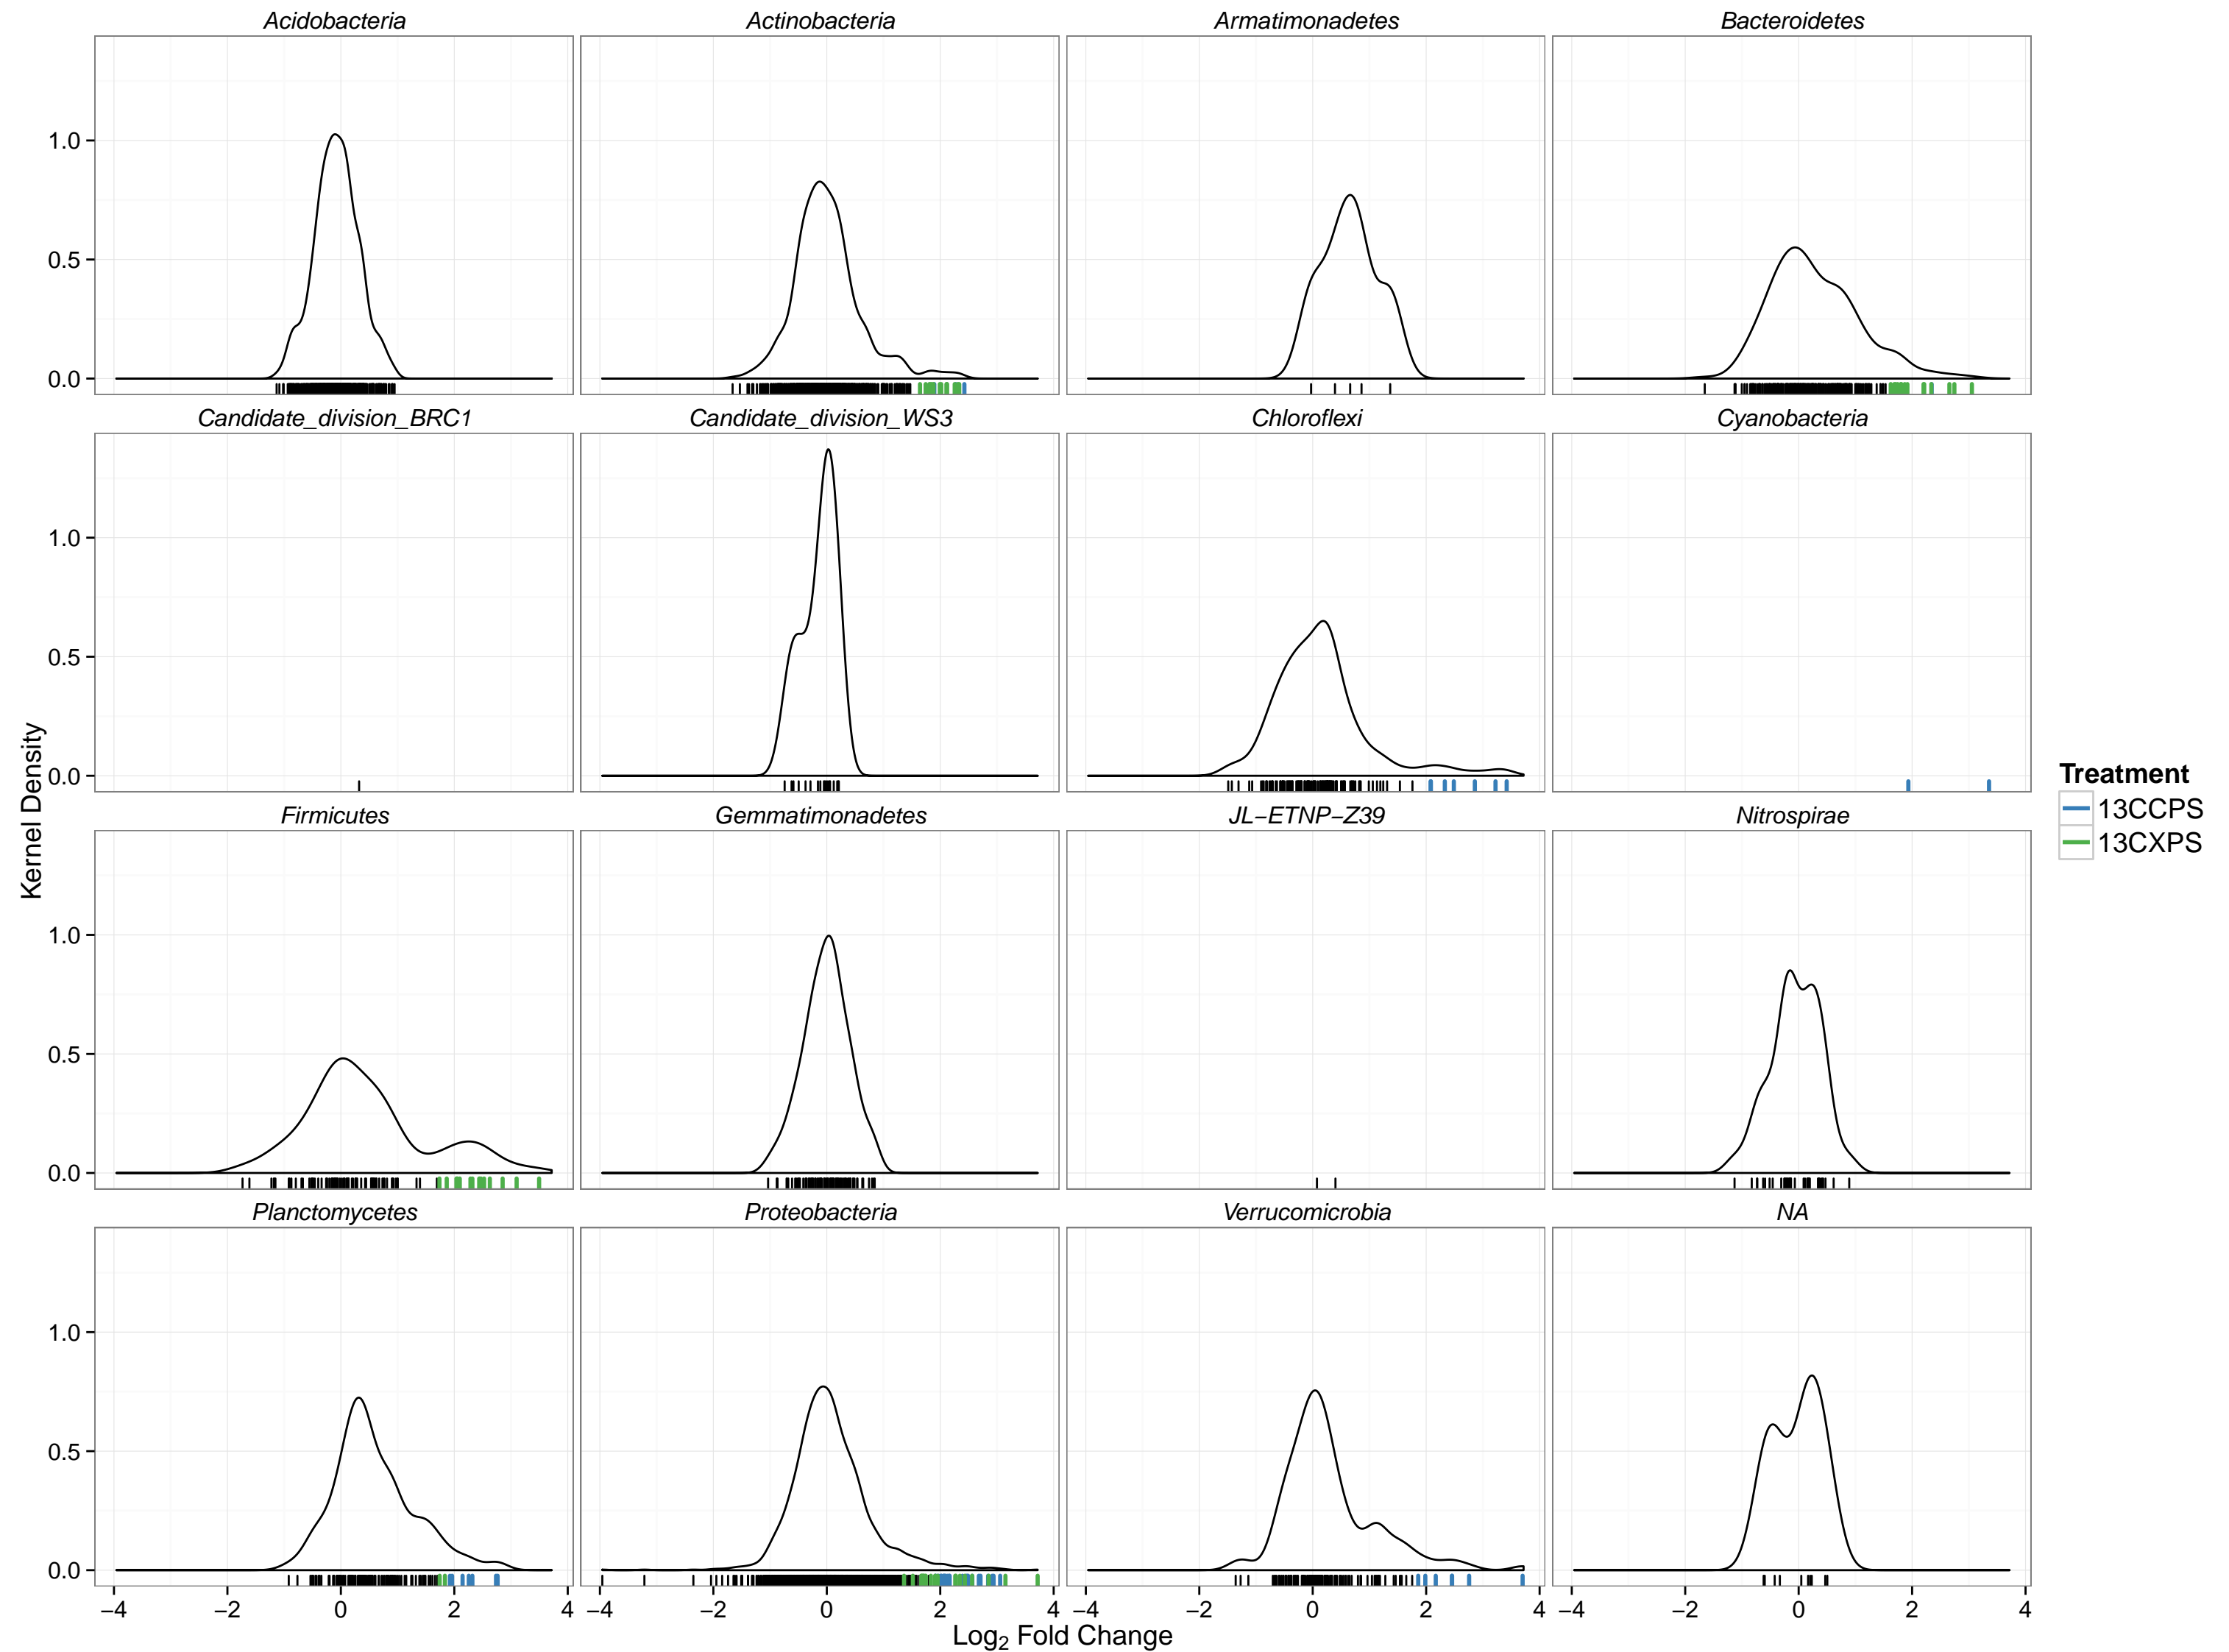 Acidobacteria Actinobacteria Armatimonadetes Bacteroidetes
1.0
0.5
0.0
Candidate_division_BRC1 Candidate_division_WS3 Chloroflexi Cyanobacteria
1.0
0.5
0.0
Firmicutes Gemmatimonadetes JL−ETNP−Z39 Nitrospirae
1.0
0.5
0.0
Planctomycetes Proteobacteria Verrucomicrobia NA
1.0
0.5
0.0
−4 −2 0 2 4 −4 −2 0 2 4 −4 −2 0 2 4 −4 −2 0 2 4
Log2 Fold Change
Kernel Density
Treatment
13CCPS
13CXPS